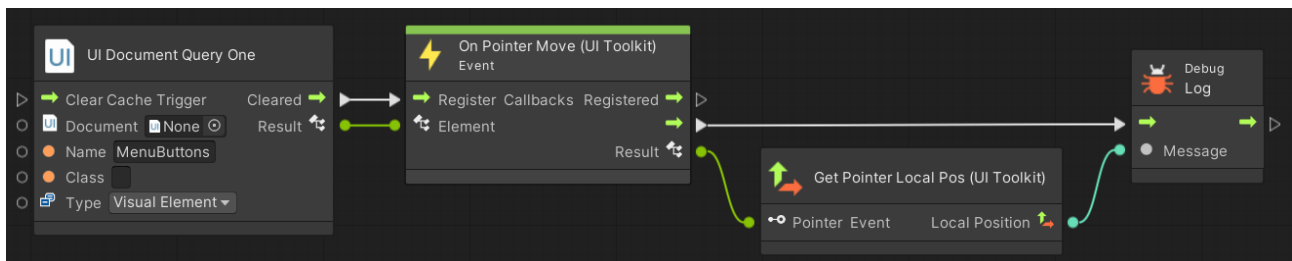 UI
UI Document Query One
Clear Cache Trigger Cleared
UI Document None Result
Name MenuButtons
Class
Type Visual Element
On Pointer Move (UI Toolkit)
Event
Register Callbacks Registered
Element
Result
Get Pointer Local Pos (UI Toolkit)
Pointer Event Local Position
Debug
Log
Message